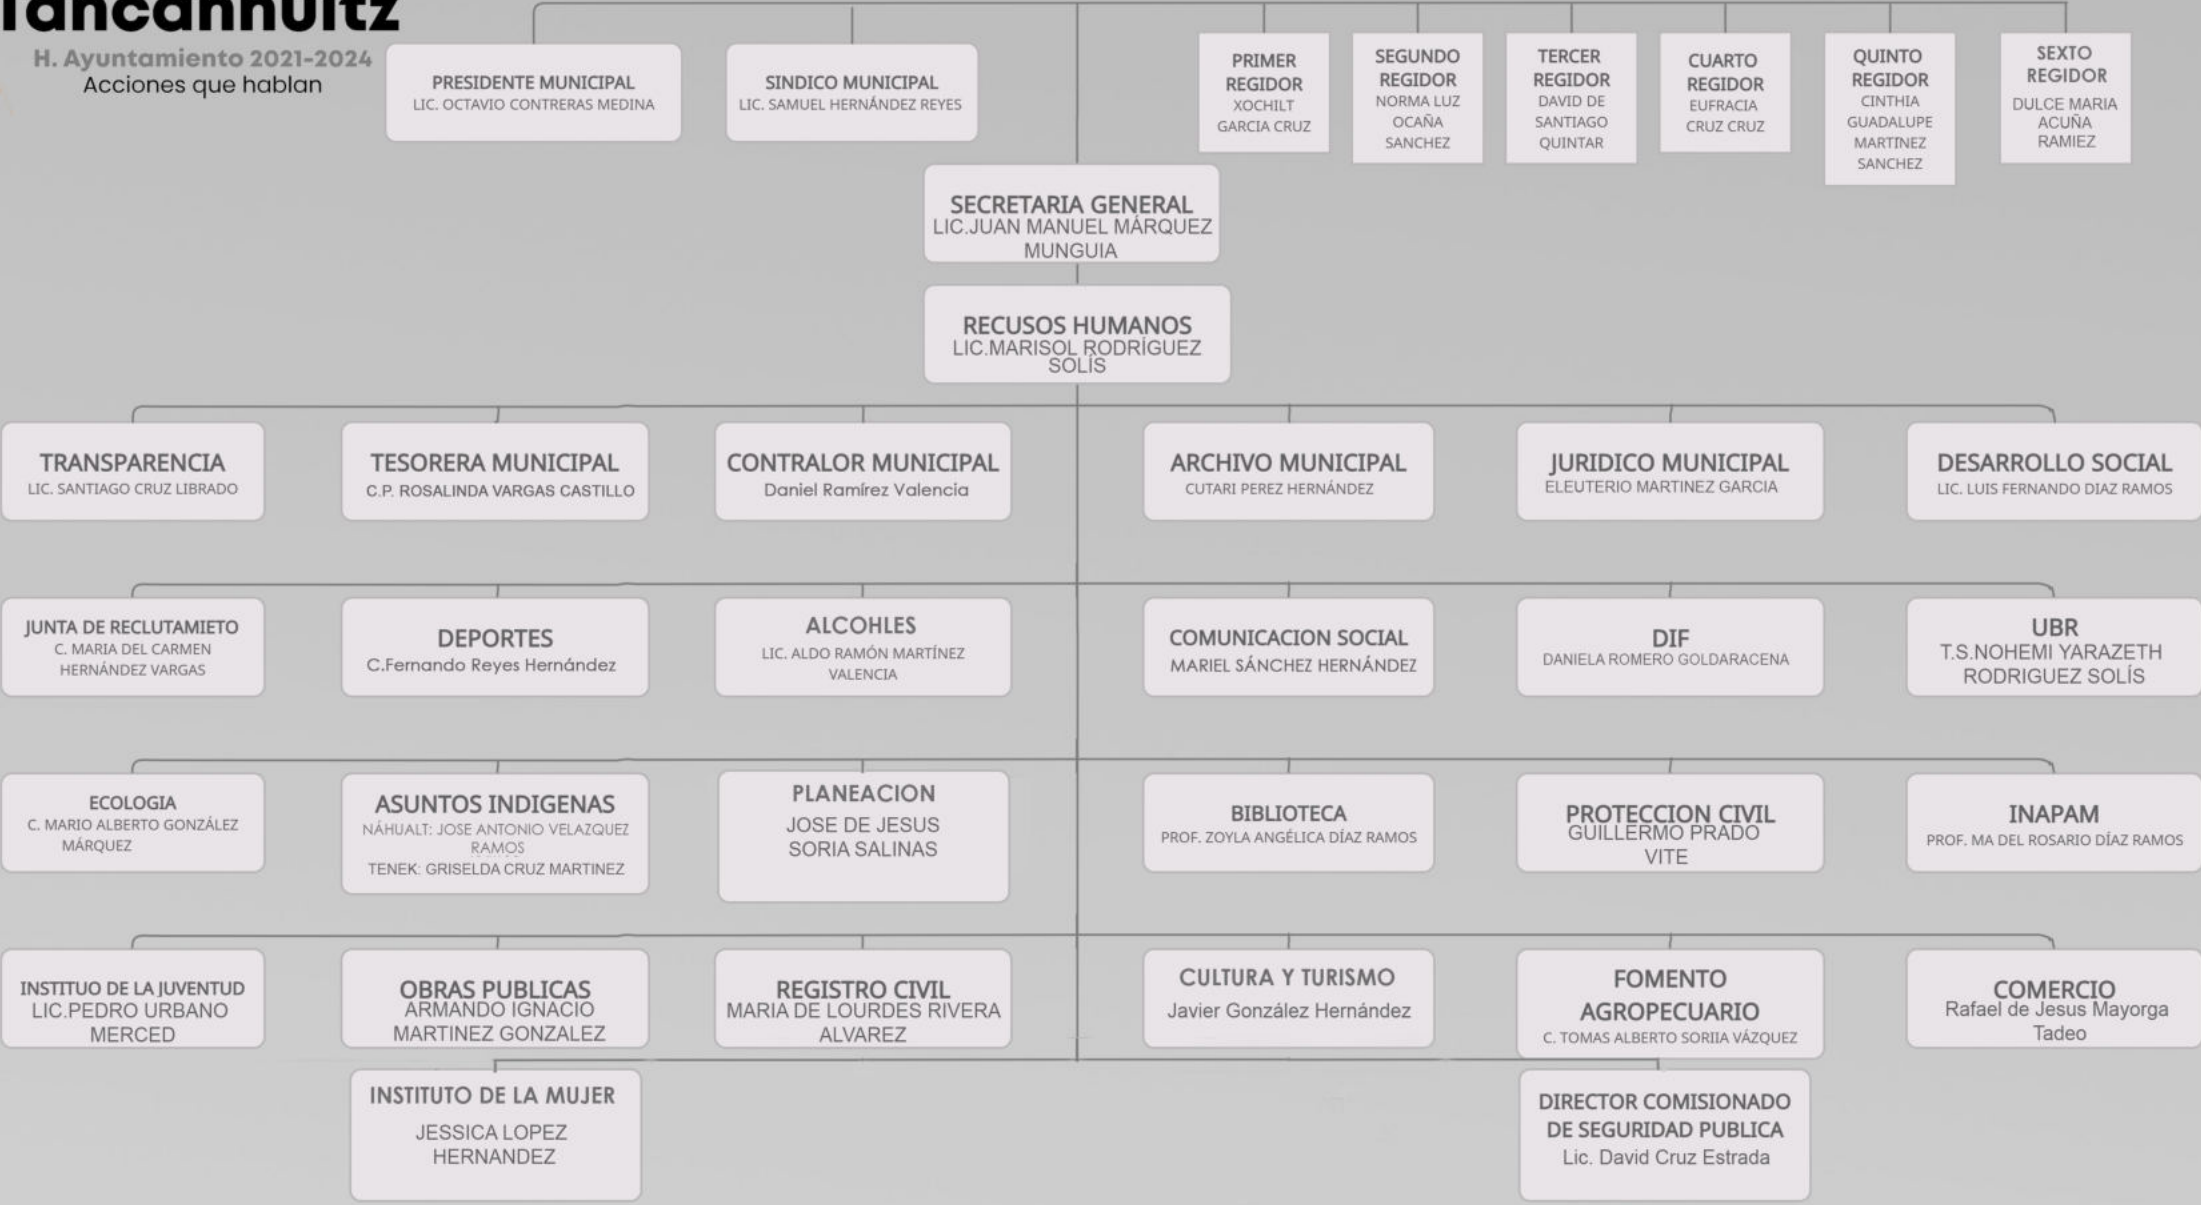 Tancanhuitz
H. Ayuntamiento 2021-2024
Acciones que hablan
PRESIDENTE MUNICIPAL
LIC. OCTAVIO CONTRERAS MEDINA
SINDICO MUNICIPAL
LIC. SAMUEL HERNÁNDEZ REYES
PRIMER
REGIDOR
XOCHILT
GARCIA CRUZ
SEGUNDO
REGIDOR
NORMA LUZ
OCAÑA
SANCHEZ
TERCER
REGIDOR
DAVID DE
SANTIAGO
QUINTAR
CUARTO
REGIDOR
EUFRACIA
CRUZ CRUZ
QUINTO
REGIDOR
CINTHIA
GUADALUPE
MARTINEZ
SANCHEZ
SEXTO
REGIDOR
DULCE MARIA
ACUÑA
RAMIEZ
SECRETARIA GENERAL
LIC.JUAN MANUEL MÁRQUEZ
MUNGUIA
RECUSOS HUMANOS
LIC.MARISOL RODRÍGUEZ
SOLÍS
TRANSPARENCIA
LIC. SANTIAGO CRUZ LIBRADO
TESORERA MUNICIPAL
C.P. ROSALINDA VARGAS CASTILLO
CONTRALOR MUNICIPAL
Daniel Ramírez Valencia
ARCHIVO MUNICIPAL
CUTARI PEREZ HERNÁNDEZ
JURIDICO MUNICIPAL
ELEUTERIO MARTINEZ GARCIA
DESARROLLO SOCIAL
LIC. LUIS FERNANDO DIAZ RAMOS
JUNTA DE RECLUTAMIETO
C. MARIA DEL CARMEN
HERNÁNDEZ VARGAS
DEPORTES
C.Fernando Reyes Hernández
ALCOHLES
LIC. ALDO RAMÓN MARTÍNEZ
VALENCIA
COMUNICACION SOCIAL
MARIEL SÁNCHEZ HERNÁNDEZ
DIF
DANIELA ROMERO GOLDARACENA
UBR
T.S.NOHEMI YARAZETH
RODRIGUEZ SOLÍS
ECOLOGIA
C. MARIO ALBERTO GONZÁLEZ
MÁRQUEZ
ASUNTOS INDIGENAS
NÁHUALT: JOSE ANTONIO VELAZQUEZ
RAMOS
TENEK: GRISELDA CRUZ MARTINEZ
PLANEACION
JOSE DE JESUS
SORIA SALINAS
BIBLIOTECA
PROF. ZOYLA ANGÉLICA DÍAZ RAMOS
PROTECCION CIVIL
GUILLERMO PRADO
VITE
INAPAM
PROF. MA DEL ROSARIO DÍAZ RAMOS
INSTITUO DE LA JUVENTUD
LIC.PEDRO URBANO
MERCED
OBRAS PUBLICAS
ARMANDO IGNACIO
MARTINEZ GONZALEZ
REGISTRO CIVIL
MARIA DE LOURDES RIVERA
ALVAREZ
CULTURA Y TURISMO
Javier González Hernández
FOMENTO
AGROPECUARIO
C. TOMAS ALBERTO SORIIA VÁZQUEZ
COMERCIO
Rafael de Jesus Mayorga
Tadeo
INSTITUTO DE LA MUJER
JESSICA LOPEZ
HERNANDEZ
DIRECTOR COMISIONADO
DE SEGURIDAD PUBLICA
Lic. David Cruz Estrada